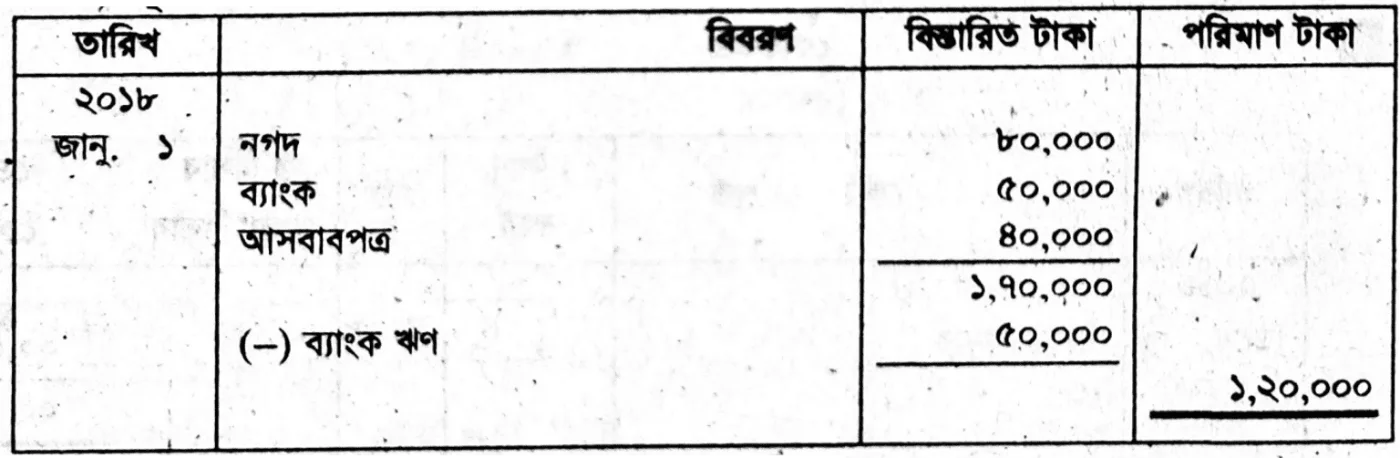 তারিখ বিবরণ বিস্তারিত টাকা পরিমাণ টাকা
২০১৮
জানু. ১ নগদ ৮০,০০০
ব্যাংক ৫০,০০০
আসবাবপত্র ৪০,০০০
১,৭০,০০০
(–) ব্যাংক ঋণ ৫০,০০০
১,২০,০০০